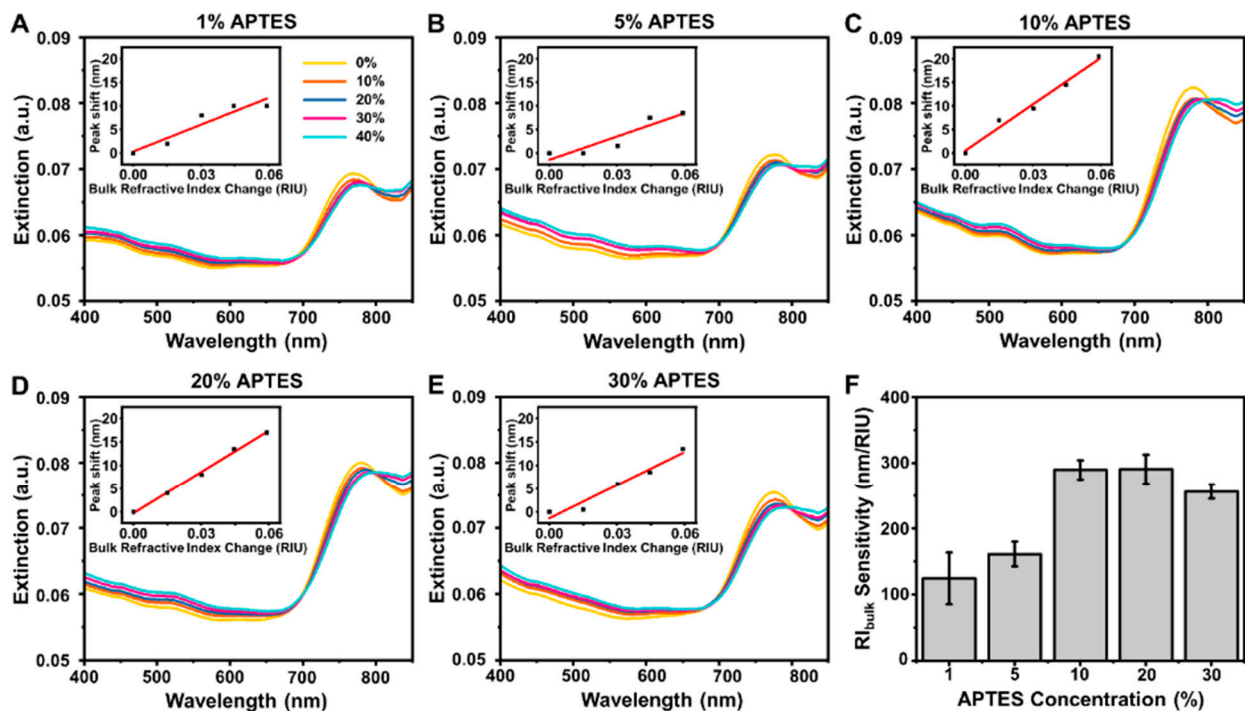 A 1% APTES
B 5% APTES
C 10% APTES
0.09
0.08
0.07
0.06
0.05
Extinction (a.u.)
400 500 600 700 800
Wavelength (nm)
20
15
10
5
0
Peak shift (nm)
0.00 0.03 0.06
Bulk Refractive Index Change (RIU)
0%
10%
20%
30%
40%
0.09
0.08
0.07
0.06
0.05
Extinction (a.u.)
400 500 600 700 800
Wavelength (nm)
20
15
10
5
0
Peak shift (nm)
0.00 0.03 0.06
Bulk Refractive Index Change (RIU)
0.09
0.08
0.07
0.06
0.05
Extinction (a.u.)
400 500 600 700 800
Wavelength (nm)
20
15
10
5
0
Peak shift (nm)
0.00 0.03 0.06
Bulk Refractive Index Change (RIU)
D 20% APTES
E 30% APTES
F
0.09
0.08
0.07
0.06
0.05
Extinction (a.u.)
400 500 600 700 800
Wavelength (nm)
20
15
10
5
0
Peak shift (nm)
0.00 0.03 0.06
Bulk Refractive Index Change (RIU)
0.09
0.08
0.07
0.06
0.05
Extinction (a.u.)
400 500 600 700 800
Wavelength (nm)
20
15
10
5
0
Peak shift (nm)
0.00 0.03 0.06
Bulk Refractive Index Change (RIU)
400
300
200
100
0
RIbulk Sensitivity (nm/RIU)
1 5 10 20 30
APTES Concentration (%)